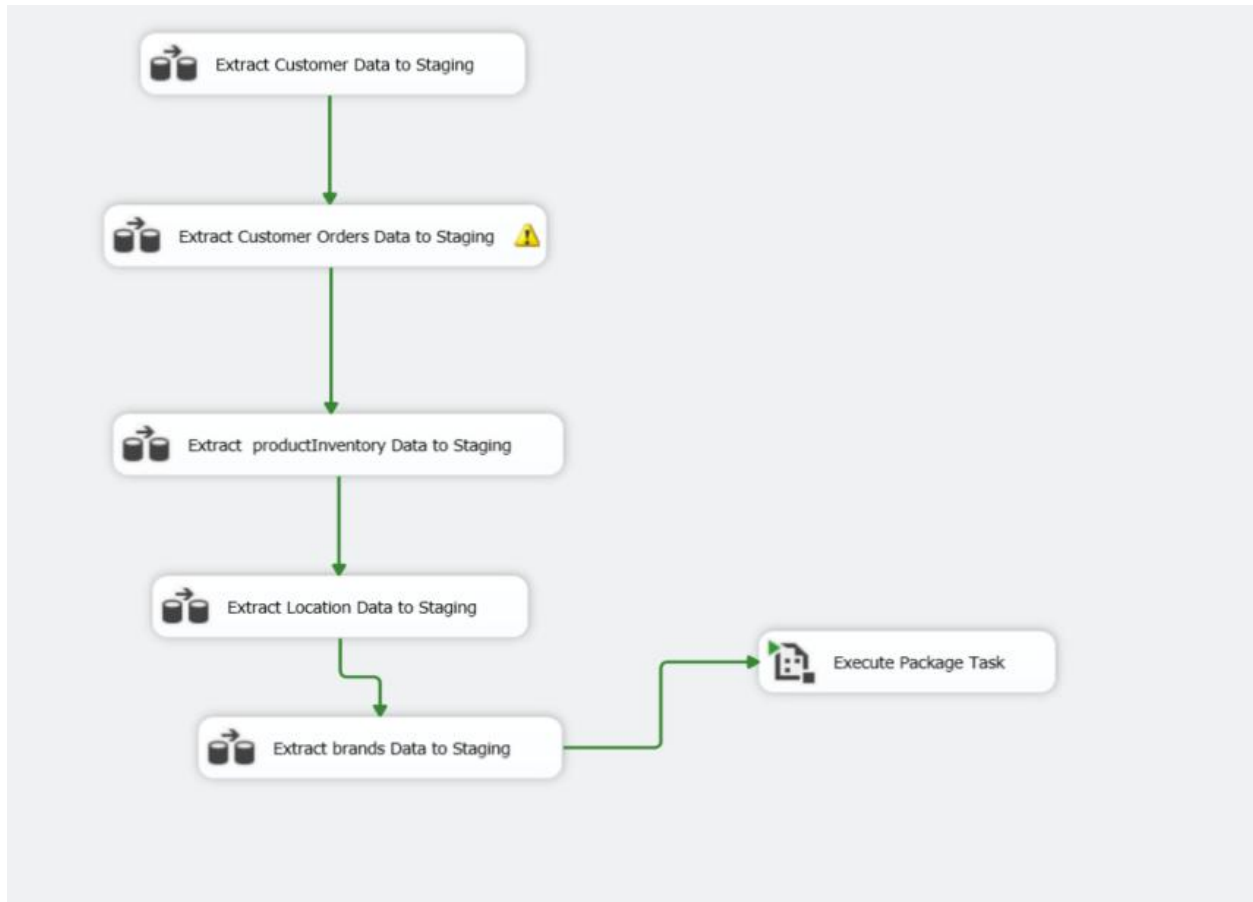 Extract Customer Data to Staging
Extract Customer Orders Data to Staging
Extract  productInventory Data to Staging
Extract Location Data to Staging
Execute Package Task
Extract brands Data to Staging